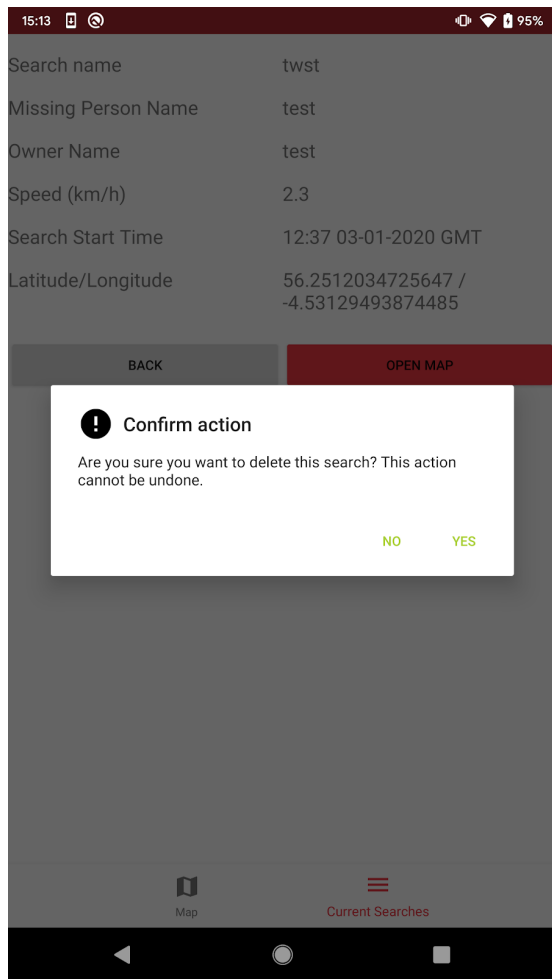 15:13 95%
Search name twst
Missing Person Name test
Owner Name test
Speed (km/h) 2.3
Search Start Time 12:37 03-01-2020 GMT
Latitude/Longitude 56.2512034725647 /
-4.53129493874485
BACK OPEN MAP
Confirm action
Are you sure you want to delete this search? This action
cannot be undone.
NO YES
Map Current Searches